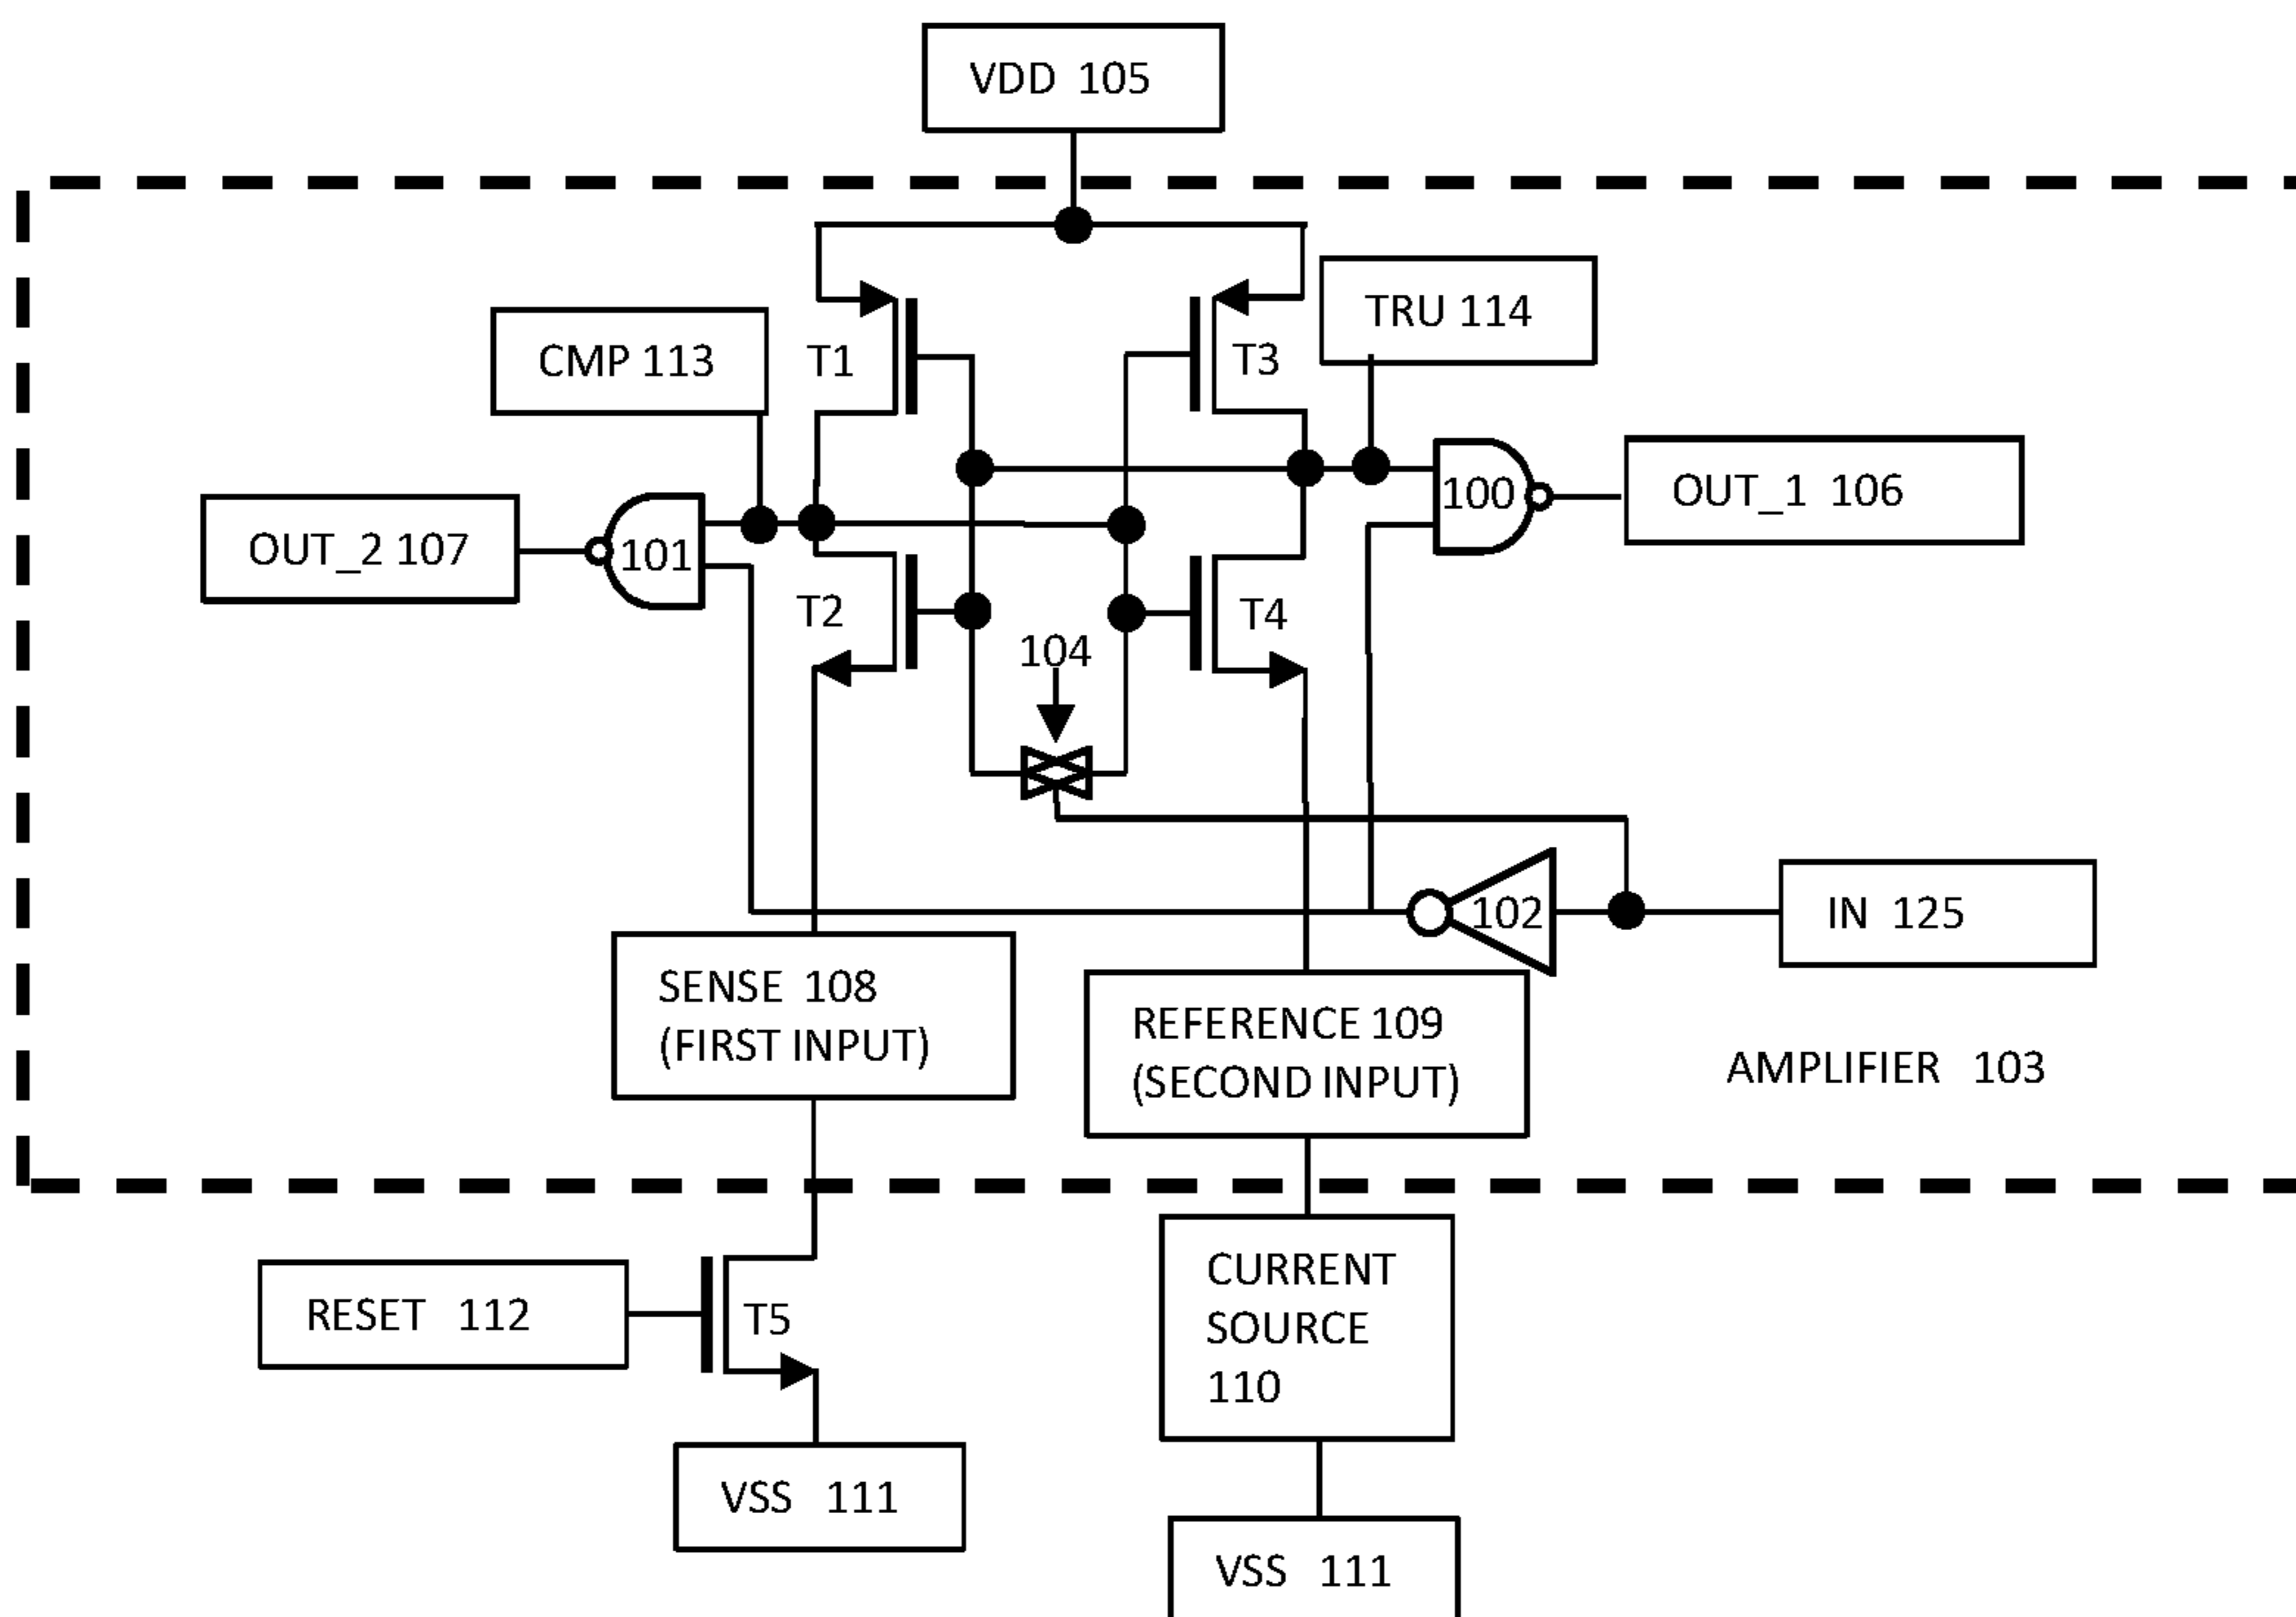 VDD 105
TRU 114
CMP 113
T1
T3
100
OUT_1 106
OUT_2 107
101
T2
T4
104
102
IN 125
SENSE 108
(FIRST INPUT)
REFERENCE 109
(SECOND INPUT)
AMPLIFIER 103
RESET 112
T5
CURRENT
SOURCE
110
VSS 111
VSS 111